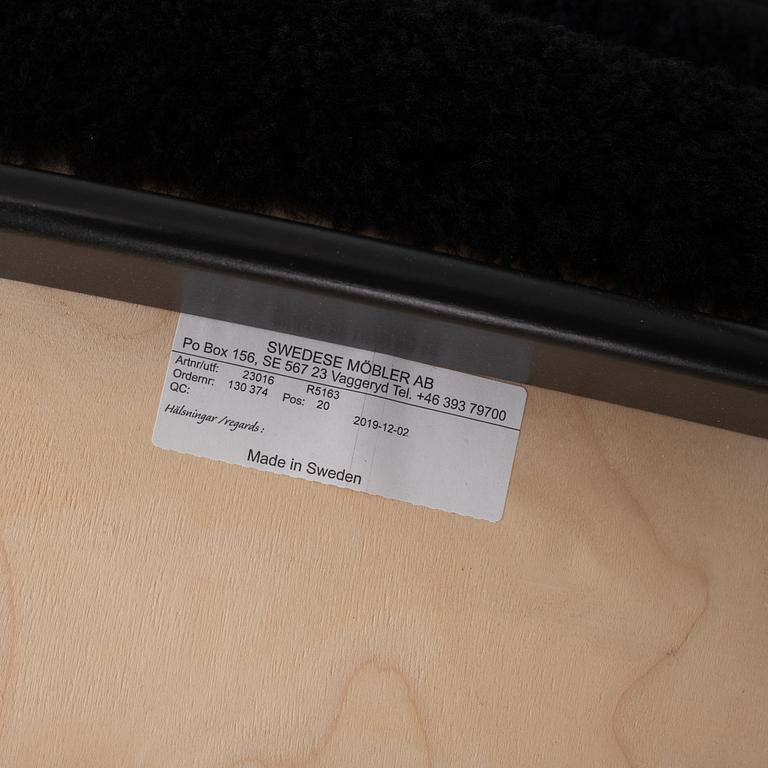 SWEDESE MÖBLER AB
Po Box 156, SE 567 23 Vaggeryd Tel. +46 393 79700
Artnr/utf: 23016 R5163
Ordernr: 130 374 Pos: 20 2019-12-02
QC:
Hälsningar /regards :
Made in Sweden